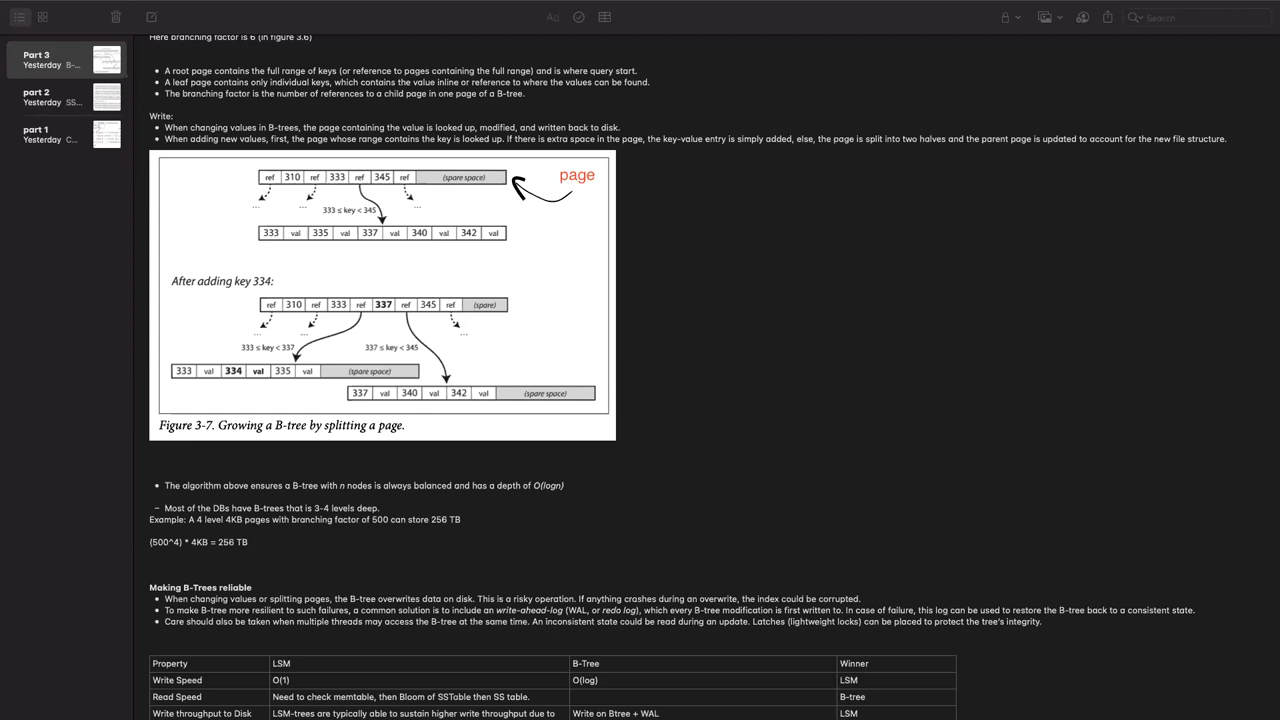 Aa
Search
Part 3
Yesterday B-...
part 2
Yesterday SS...
part 1
Yesterday C...
Here branching factor is 6 (in figure 3.6)
• A root page contains the full range of keys (or reference to pages containing the full range) and is where query start.
• A leaf page contains only individual keys, which contains the value inline or reference to where the values can be found.
• The branching factor is the number of references to a child page in one page of a B-tree.
Write:
• When changing values in B-trees, the page containing the value is looked up, modified, and written back to disk.
• When adding new values, first, the page whose range contains the key is looked up. If there is extra space in the page, the key-value entry is simply added, else, the page is split into two halves and the parent page is updated to account for the new file structure.
ref 310 ref 333 ref 345 ref (spare space)
page
... ... ...
333 ≤ key < 345
333 val 335 val 337 val 340 val 342 val
After adding key 334:
ref 310 ref 333 ref 337 ref 345 ref (spare)
... ... ...
333 ≤ key < 337 337 ≤ key < 345
333 val 334 val 335 val (spare space)
337 val 340 val 342 val (spare space)
Figure 3-7. Growing a B-tree by splitting a page.
• The algorithm above ensures a B-tree with n nodes is always balanced and has a depth of O(logn)
– Most of the DBs have B-trees that is 3-4 levels deep.
Example: A 4 level 4KB pages with branching factor of 500 can store 256 TB
(500^4) * 4KB = 256 TB
Making B-Trees reliable
• When changing values or splitting pages, the B-tree overwrites data on disk. This is a risky operation. If anything crashes during an overwrite, the index could be corrupted.
• To make B-tree more resilient to such failures, a common solution is to include an write-ahead-log (WAL, or redo log), which every B-tree modification is first written to. In case of failure, this log can be used to restore the B-tree back to a consistent state.
• Care should also be taken when multiple threads may access the B-tree at the same time. An inconsistent state could be read during an update. Latches (lightweight locks) can be placed to protect the tree's integrity.
Property LSM B-Tree Winner
Write Speed O(1) O(log) LSM
Read Speed Need to check memtable, then Bloom of SSTable then SS table. B-tree
Write throughput to Disk LSM-trees are typically able to sustain higher write throughput due to Write on Btree + WAL LSM